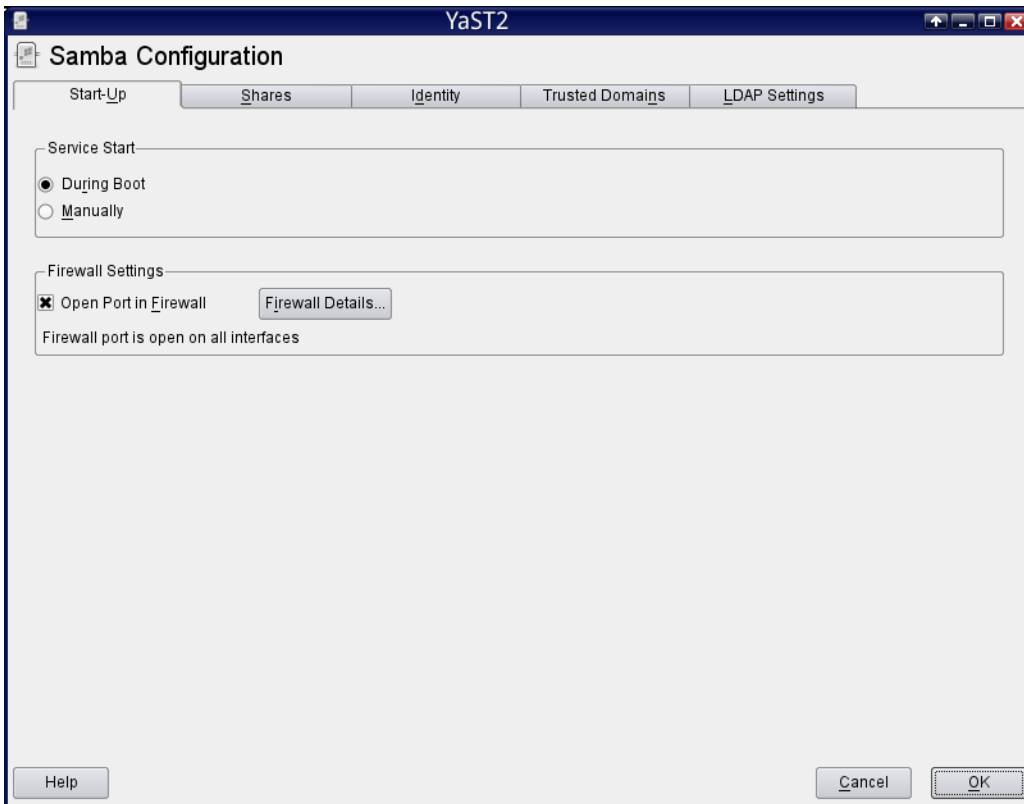 YaST2
Samba Configuration
Start-Up Shares Identity Trusted Domains LDAP Settings
Service Start
During Boot
Manually
Firewall Settings
Open Port in Firewall Firewall Details...
Firewall port is open on all interfaces
Help Cancel OK